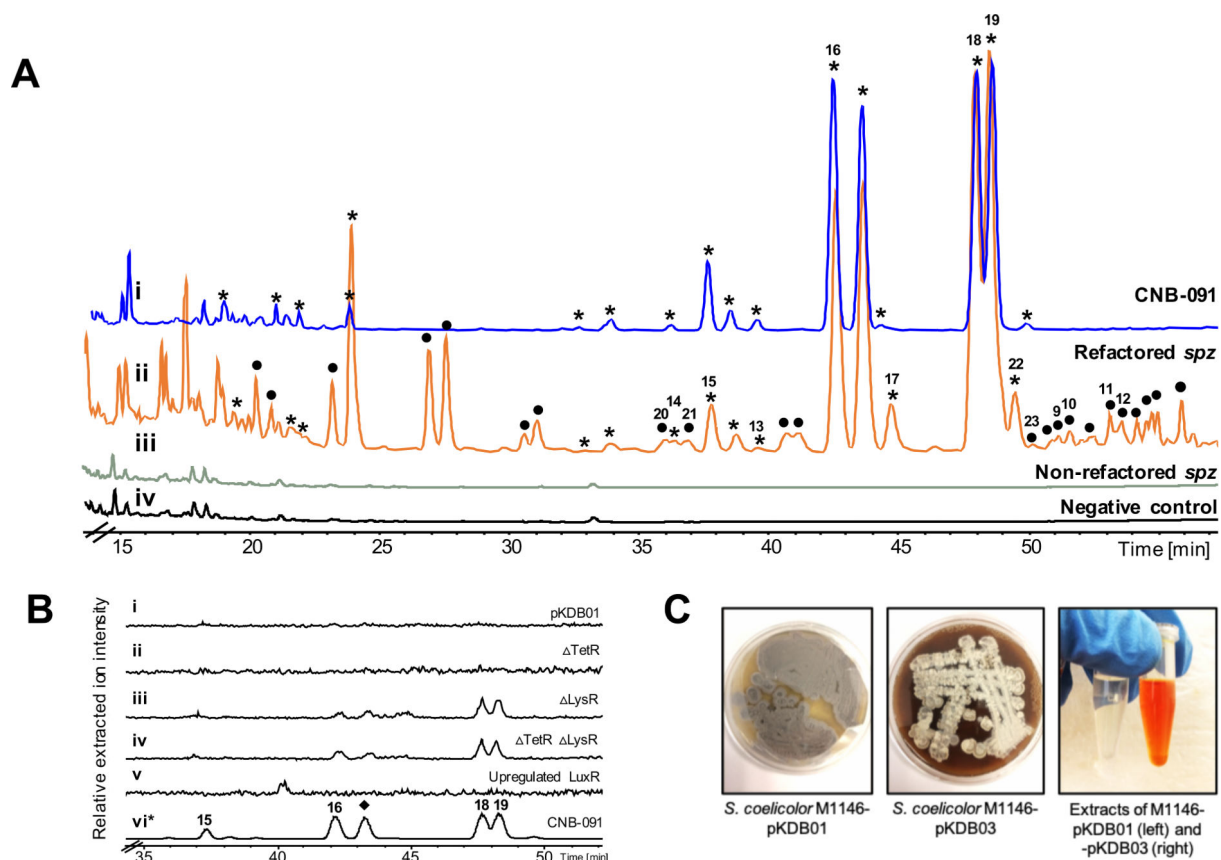 A
19
18
16
i
CNB-091
Refactored spz
ii
15
17
22
20
14
21
13
23
9
10
11
12
iii
Non-refactored spz
iv
Negative control
15 20 25 30 35 40 45 50 Time [min]
B
Relative extracted ion intensity
i
pKDB01
ii
ΔTetR
iii
ΔLysR
iv
ΔTetR ΔLysR
v
Upregulated LuxR
vi*
15
16
18
19
CNB-091
35 40 45 50 Time [min]
C
S. coelicolor M1146-
pKDB01
S. coelicolor M1146-
pKDB03
Extracts of M1146-
pKDB01 (left) and
-pKDB03 (right)